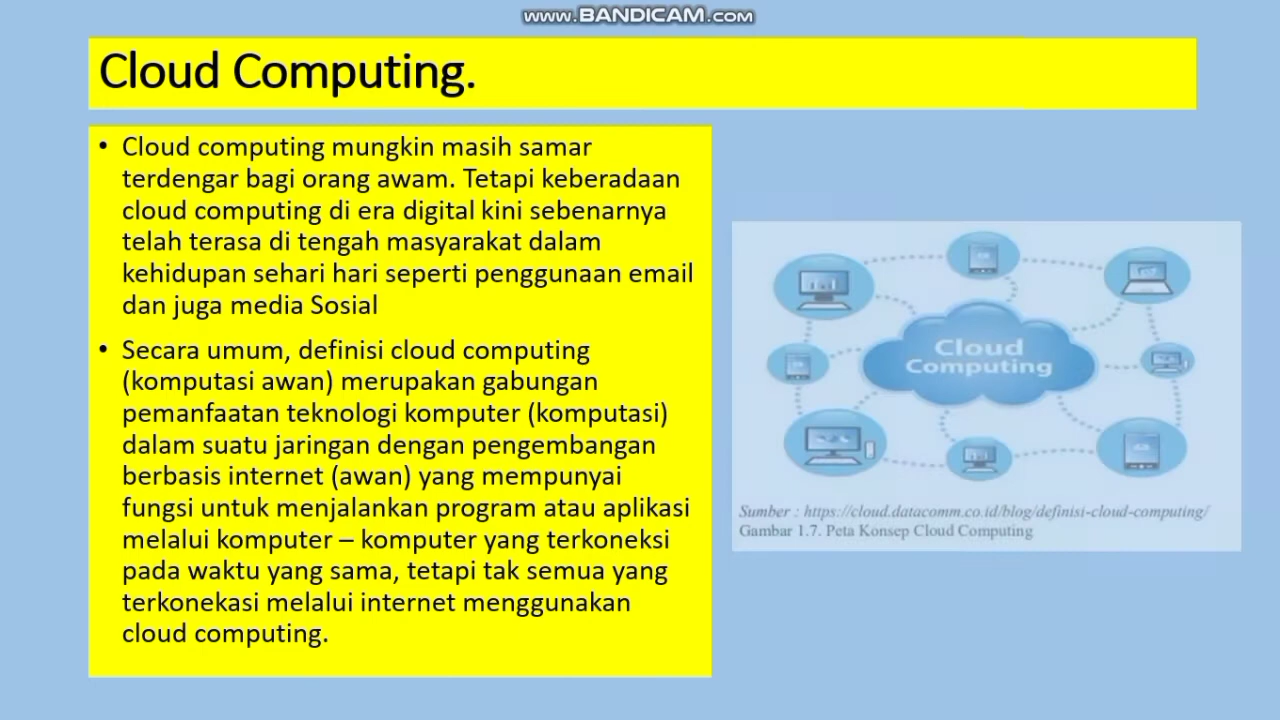 www.BANDICAM.com
Cloud Computing.
• Cloud computing mungkin masih samar
terdengar bagi orang awam. Tetapi keberadaan
cloud computing di era digital kini sebenarnya
telah terasa di tengah masyarakat dalam
kehidupan sehari hari seperti penggunaan email
dan juga media Sosial
• Secara umum, definisi cloud computing
(komputasi awan) merupakan gabungan
pemanfaatan teknologi komputer (komputasi)
dalam suatu jaringan dengan pengembangan
berbasis internet (awan) yang mempunyai
fungsi untuk menjalankan program atau aplikasi
melalui komputer – komputer yang terkoneksi
pada waktu yang sama, tetapi tak semua yang
terkonekasi melalui internet menggunakan
cloud computing.
Cloud
Computing
Sumber : https://cloud.datacomm.co.id/blog/definisi-cloud-computing/
Gambar 1.7. Peta Konsep Cloud Computing